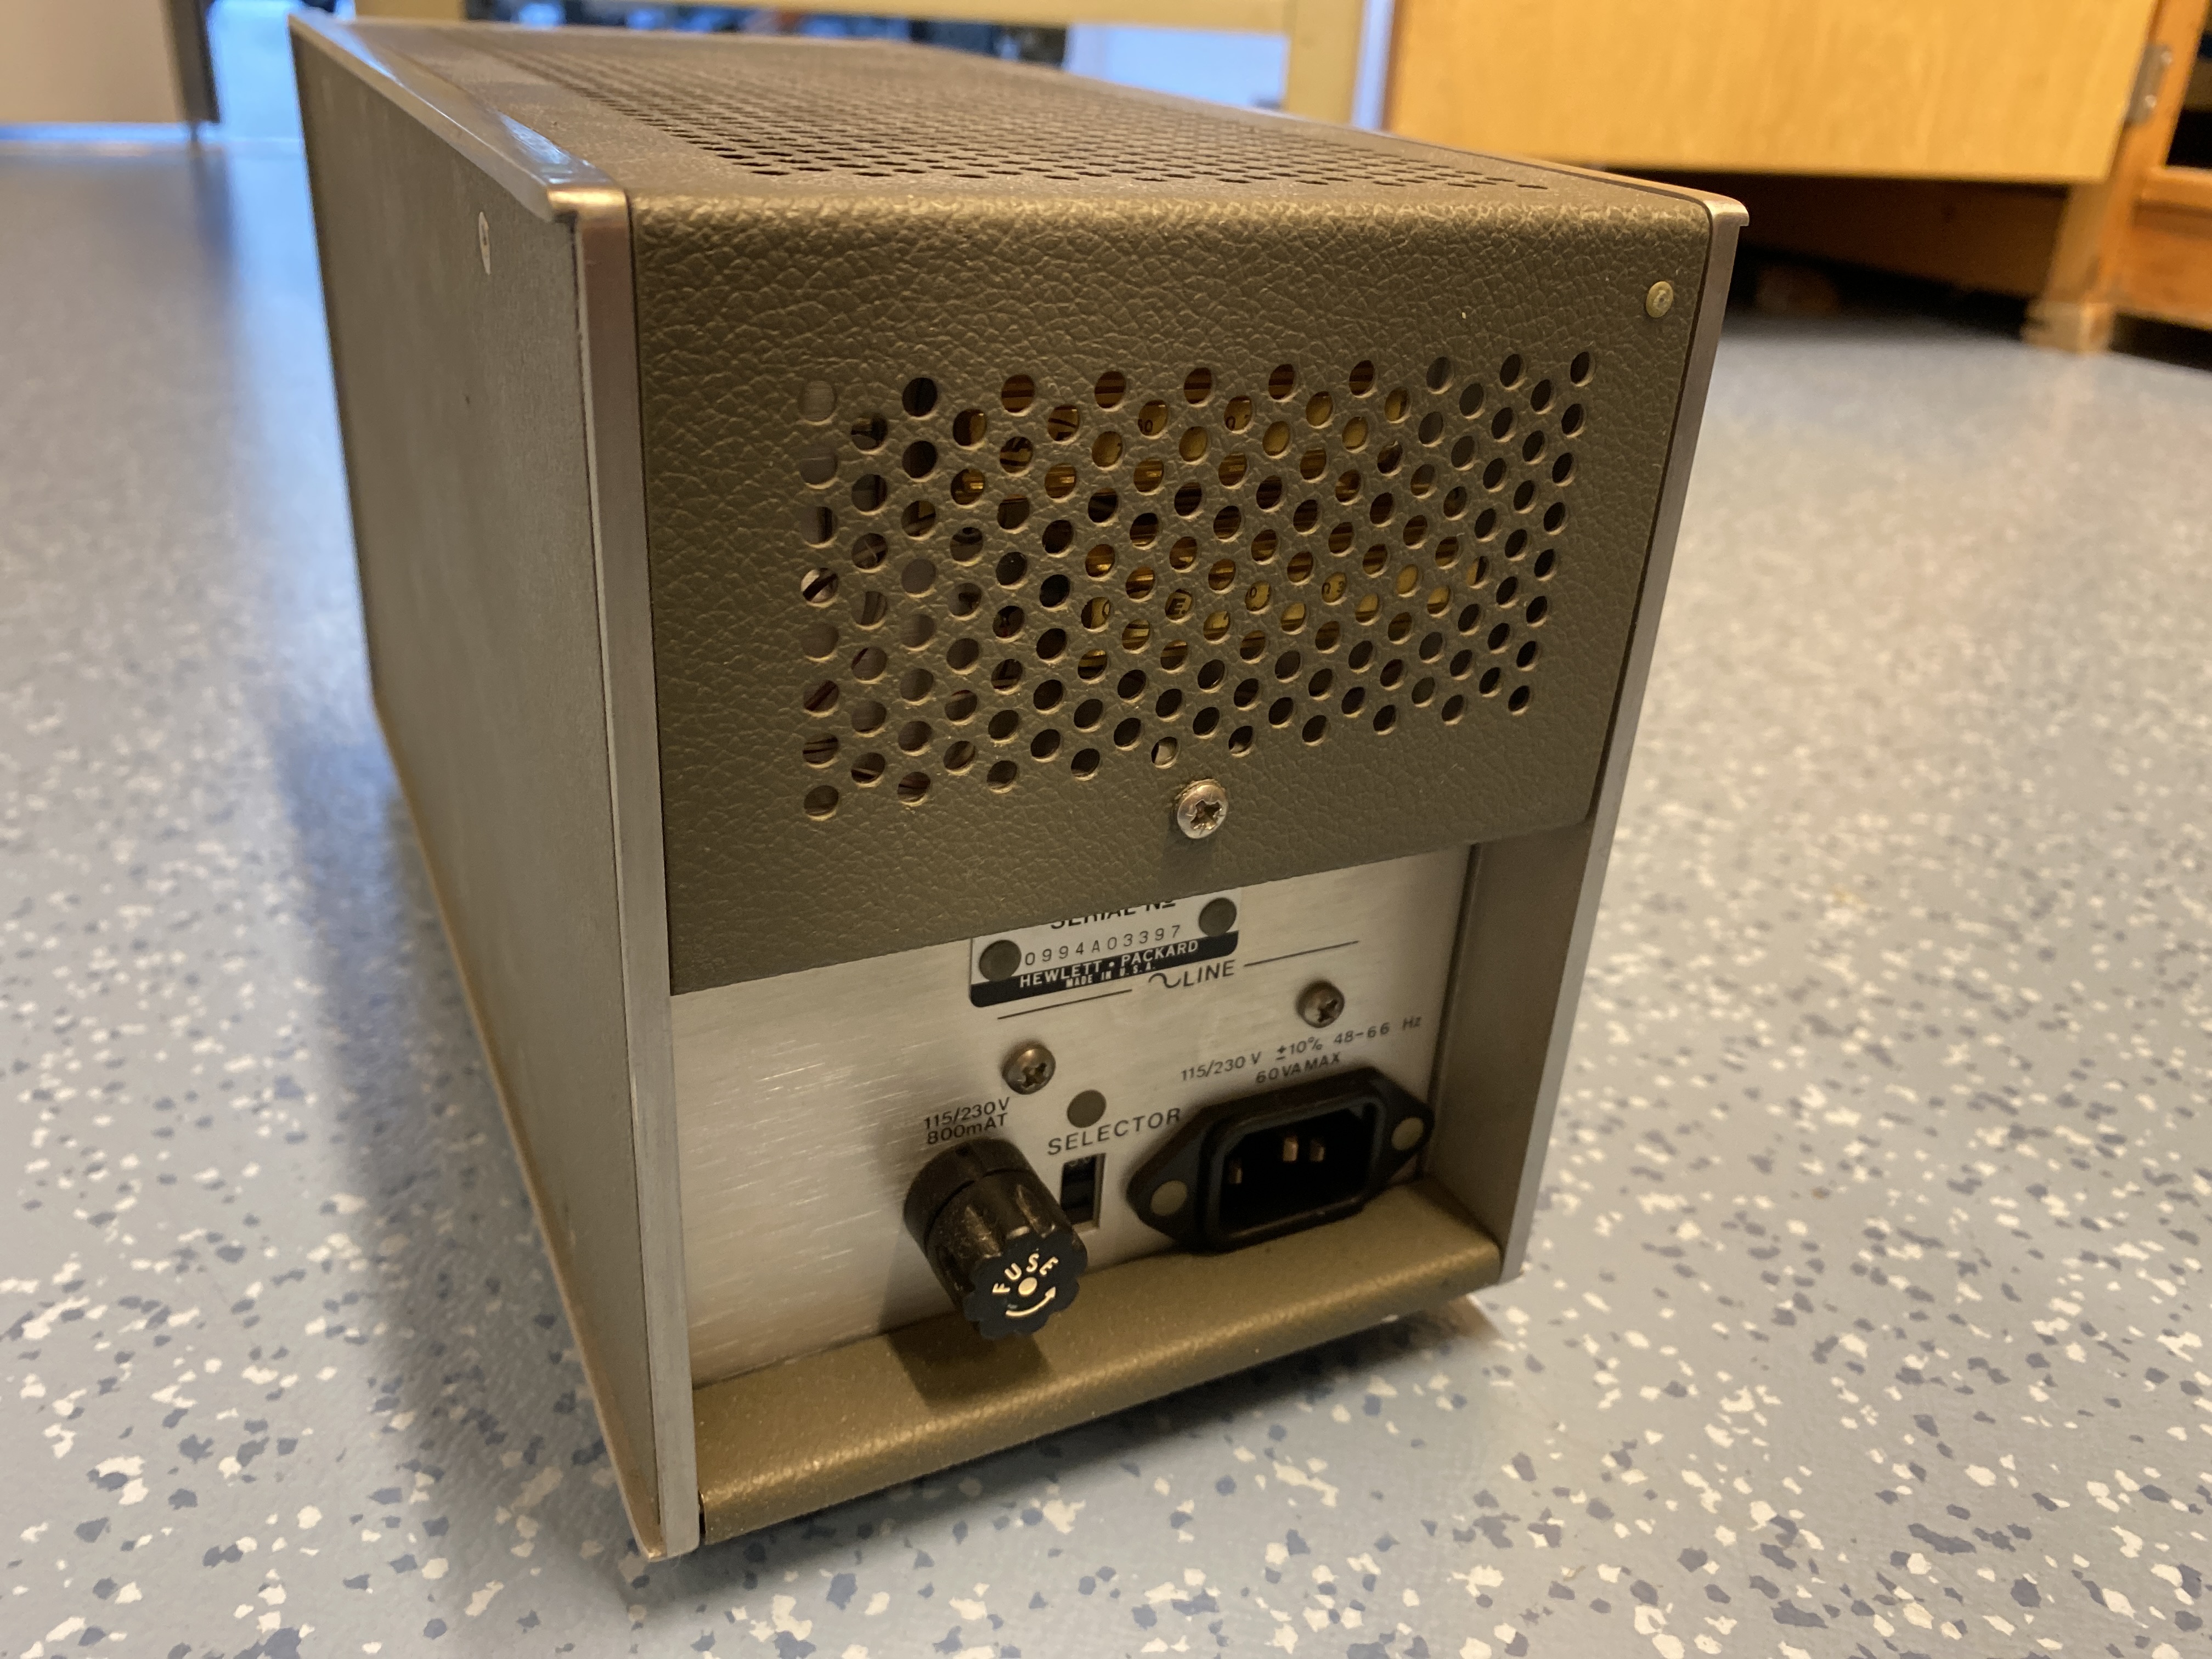 SERIAL No
0994A03397
HEWLETT • PACKARD
MADE IN U.S.A.
~LINE
115/230 V ±10% 48-66 Hz
60VA MAX
115/230V
800mAT
SELECTOR
FUSE